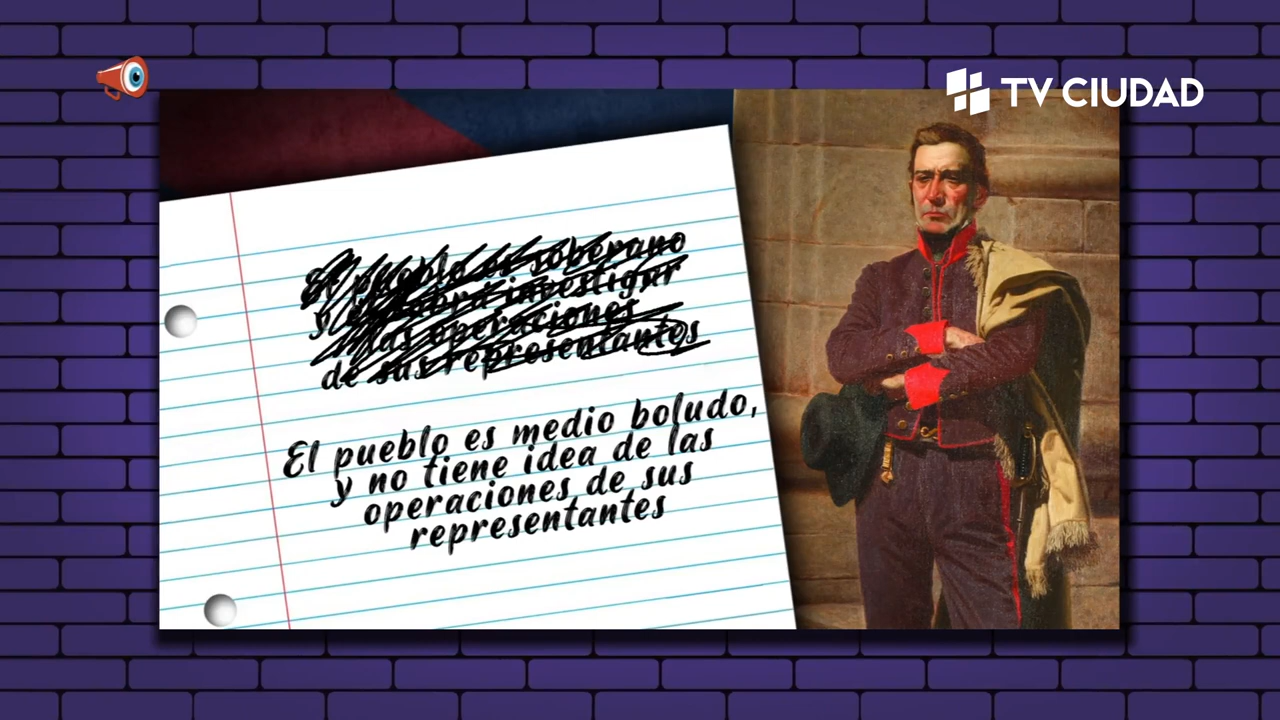 TV CIUDAD
El pueblo es soberano
y
investigar
las operaciones
de sus representantes
El pueblo es medio boludo,
y no tiene idea de las
operaciones de sus
representantes